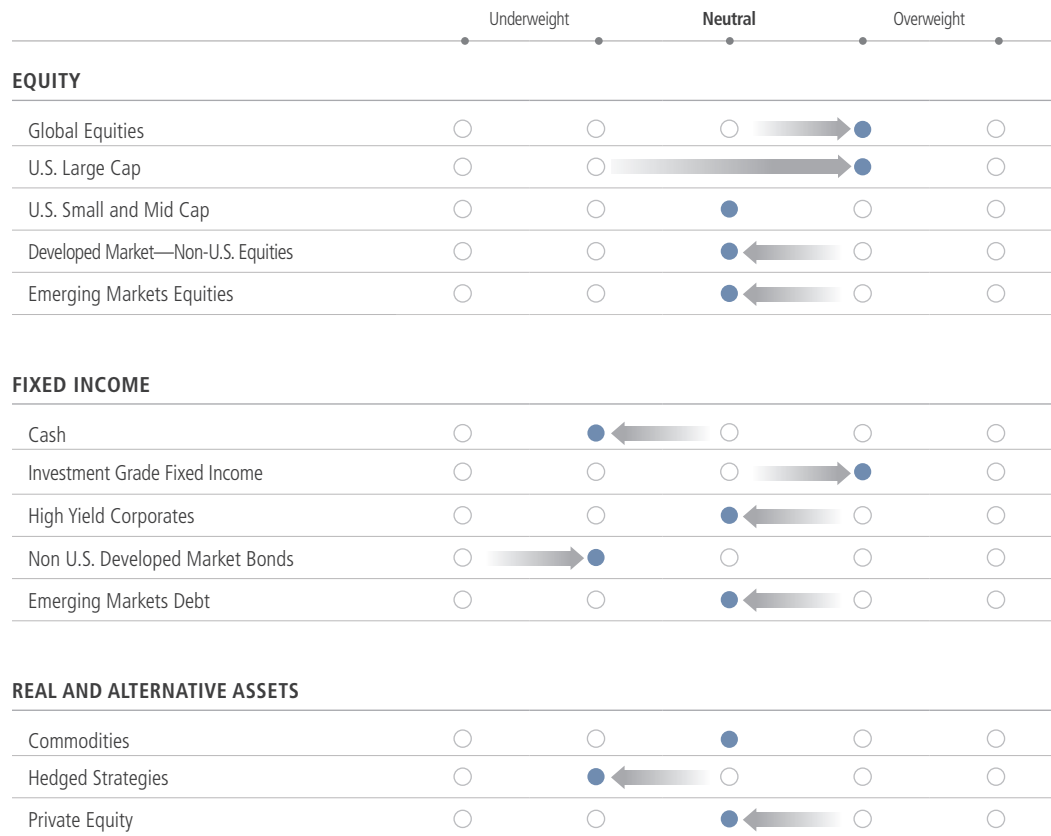 Underweight Neutral Overweight
EQUITY
Global Equities
U.S. Large Cap
U.S. Small and Mid Cap
Developed Market—Non-U.S. Equities
Emerging Markets Equities
FIXED INCOME
Cash
Investment Grade Fixed Income
High Yield Corporates
Non U.S. Developed Market Bonds
Emerging Markets Debt
REAL AND ALTERNATIVE ASSETS
Commodities
Hedged Strategies
Private Equity